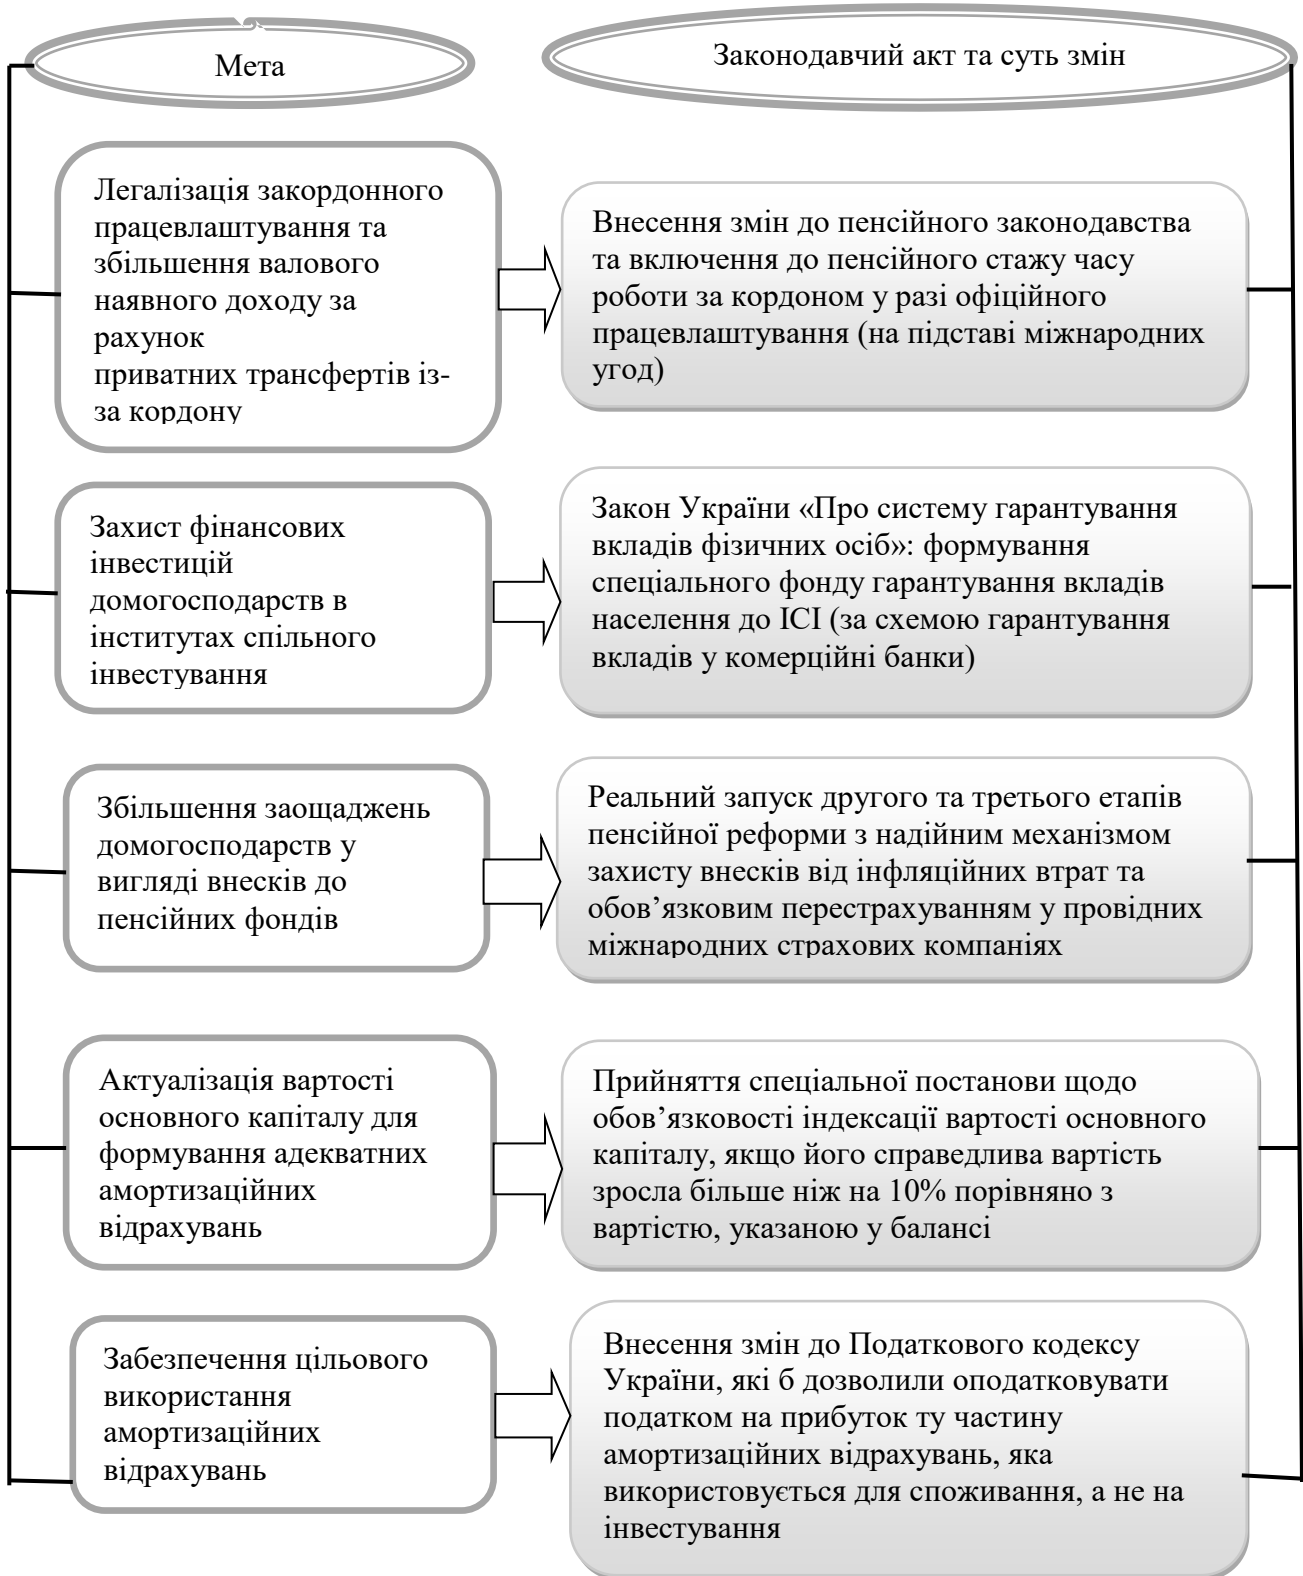 Мета
Законодавчий акт та суть змін
Легалізація закордонного
працевлаштування та
збільшення валового
наявного доходу за
рахунок
приватних трансфертів із-
за кордону
Внесення змін до пенсійного законодавства
та включення до пенсійного стажу часу
роботи за кордоном у разі офіційного
працевлаштування (на підставі міжнародних
угод)
Захист фінансових
інвестицій
домогосподарств в
інститутах спільного
інвестування
Закон України «Про систему гарантування
вкладів фізичних осіб»: формування
спеціального фонду гарантування вкладів
населення до ІСІ (за схемою гарантування
вкладів у комерційні банки)
Збільшення заощаджень
домогосподарств у
вигляді внесків до
пенсійних фондів
Реальний запуск другого та третього етапів
пенсійної реформи з надійним механізмом
захисту внесків від інфляційних втрат та
обов’язковим перестрахуванням у провідних
міжнародних страхових компаніях
Актуалізація вартості
основного капіталу для
формування адекватних
амортизаційних
відрахувань
Прийняття спеціальної постанови щодо
обов’язковості індексації вартості основного
капіталу, якщо його справедлива вартість
зросла більше ніж на 10% порівняно з
вартістю, указаною у балансі
Забезпечення цільового
використання
амортизаційних
відрахувань
Внесення змін до Податкового кодексу
України, які б дозволили оподатковувати
податком на прибуток ту частину
амортизаційних відрахувань, яка
використовується для споживання, а не на
інвестування